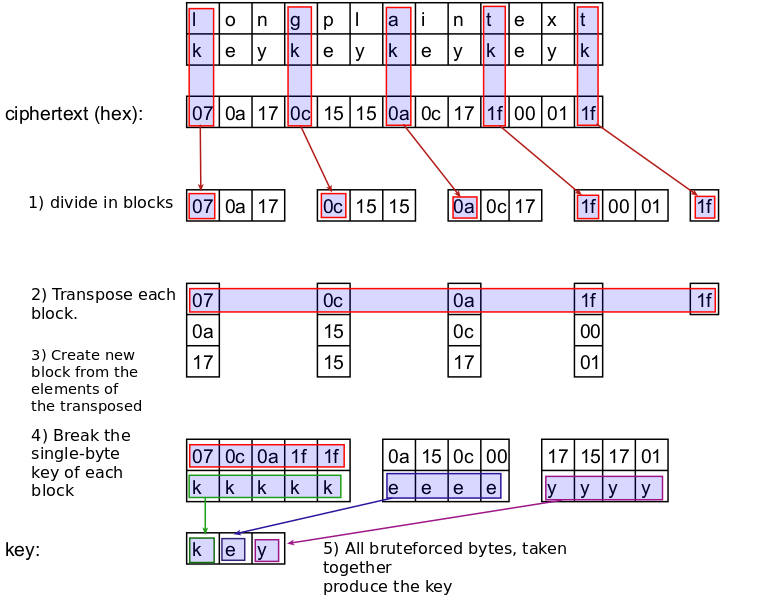 l o n g p l a i n t e x t
k e y k e y k e y k e y k
ciphertext (hex): 07 0a 17 0c 15 15 0a 0c 17 1f 00 01 1f
1) divide in blocks 07 0a 17 0c 15 15 0a 0c 17 1f 00 01 1f
2) Transpose each
block.
07 0c 0a 1f 1f
0a 15 0c 00
17 15 17 01
3) Create new
block from the
elements of
the transposed
4) Break the
single-byte
key of each
block
07 0c 0a 1f 1f 0a 15 0c 00 17 15 17 01
k k k k k e e e e y y y y
key: k e y
5) All bruteforced bytes, taken
together
produce the key